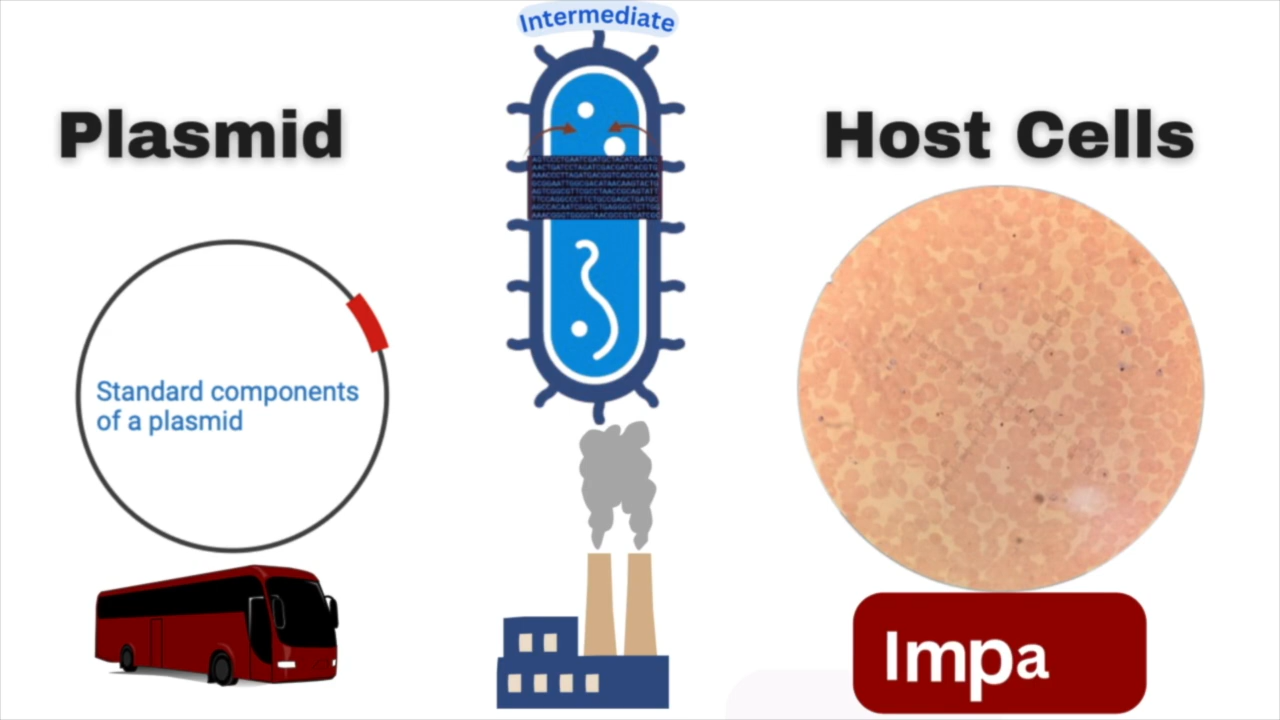 Intermediate
Plasmid
Host Cells
Standard components
of a plasmid
Impa